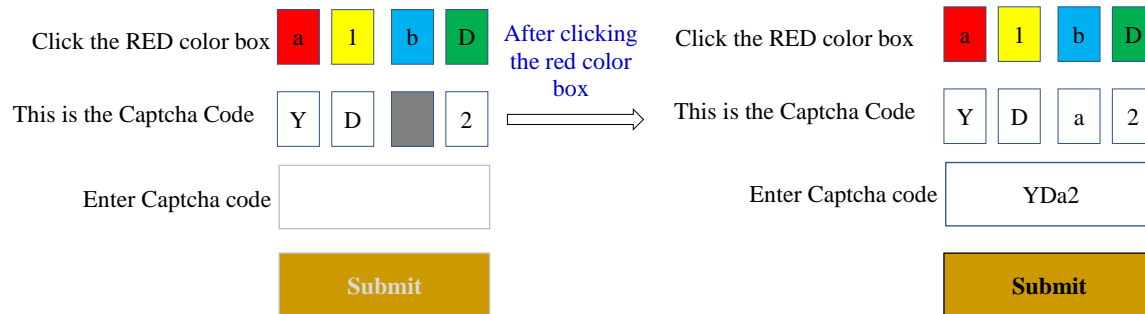 Click the RED color box a 1 b D
This is the Captcha Code Y D 2
Enter Captcha code
Submit
After clicking
the red color
box
Click the RED color box a 1 b D
This is the Captcha Code Y D a 2
Enter Captcha code YDa2
Submit